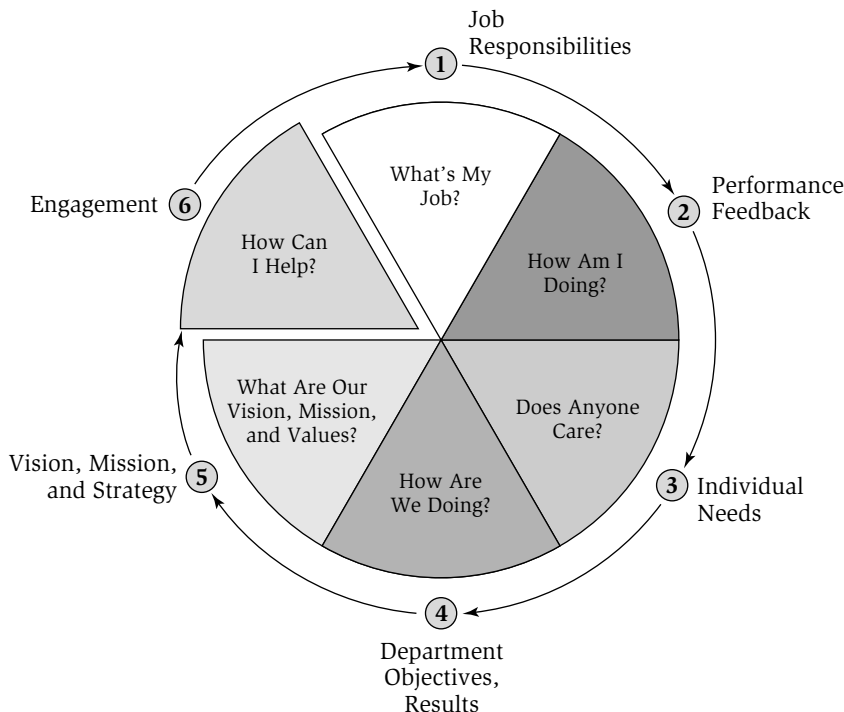 Job
Responsibilities
1
What's My
Job?
Performance
Feedback
2
How Am I
Doing?
Individual
Needs
3
Does Anyone
Care?
Department
Objectives,
Results
4
How Are
We Doing?
Vision, Mission,
and Strategy
5
What Are Our
Vision, Mission,
and Values?
Engagement
6
How Can
I Help?